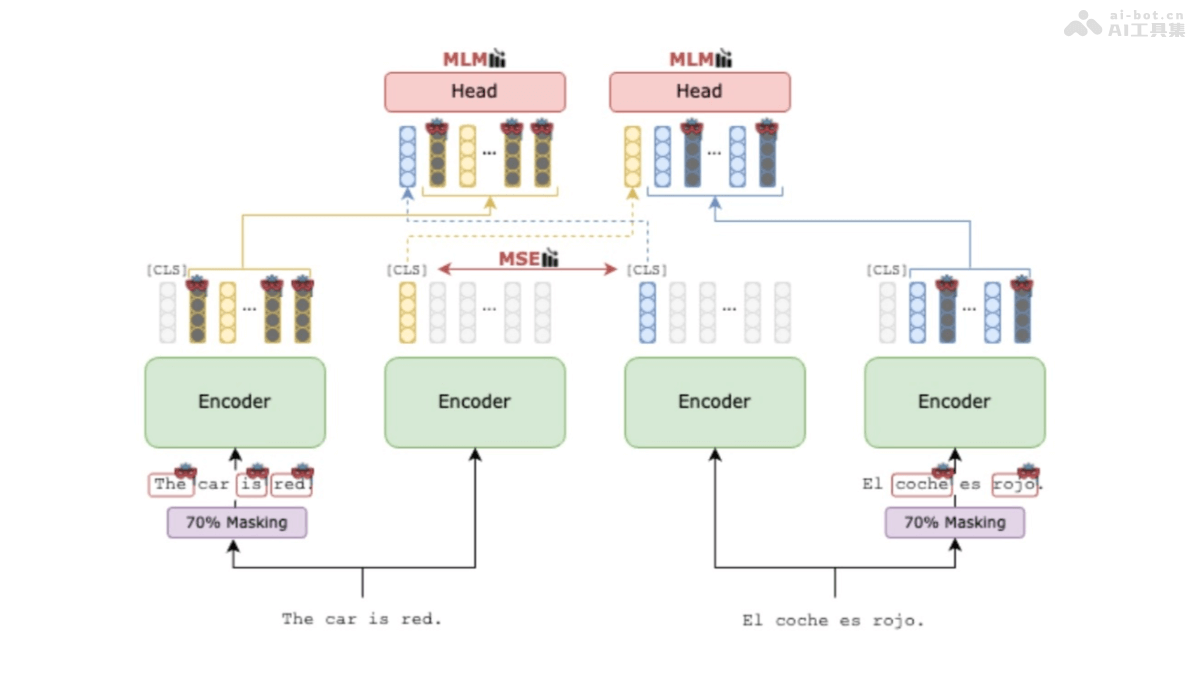 ai-bot.cn
AI工具集
MLM MLM
Head Head
... ...
[CLS] [CLS] MSE [CLS] [CLS]
... ... ... ...
Encoder Encoder Encoder Encoder
The car is red. El coche es rojo.
70% Masking 70% Masking
The car is red. El coche es rojo.